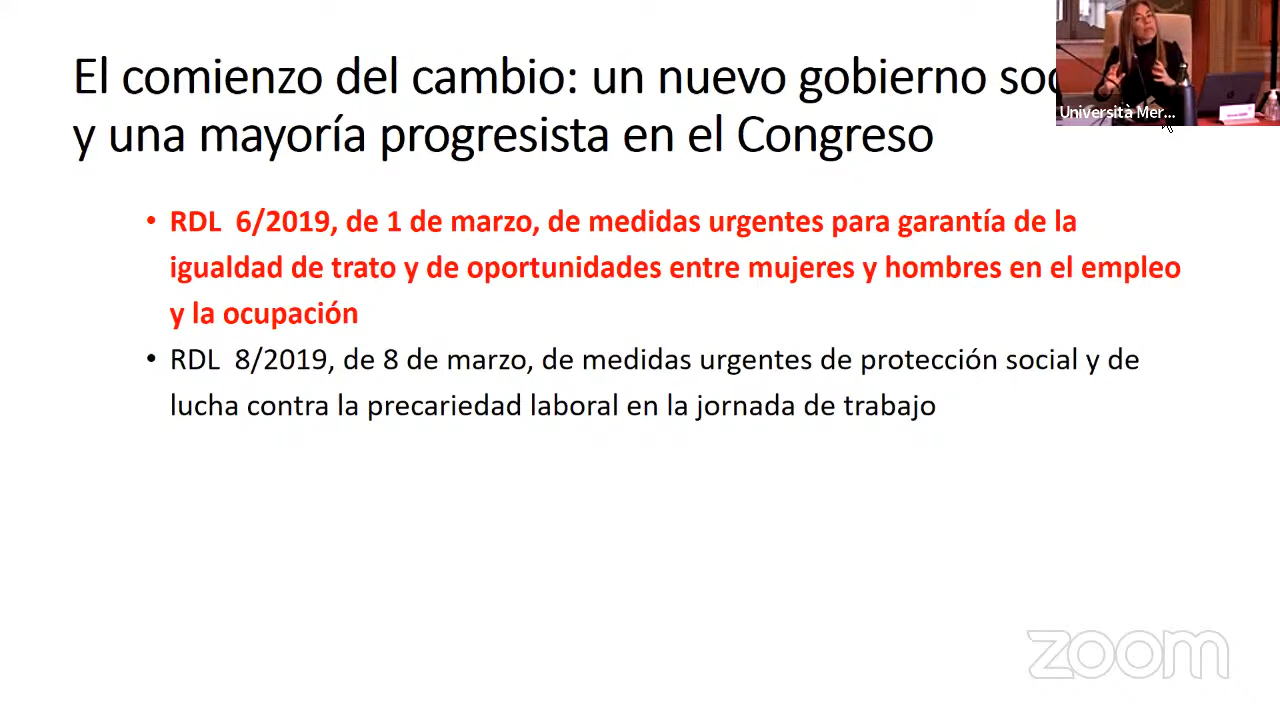 El comienzo del cambio: un nuevo gobierno
y una mayoría progresista en el Congreso
Università Mer...
• RDL 6/2019, de 1 de marzo, de medidas urgentes para garantía de la
igualdad de trato y de oportunidades entre mujeres y hombres en el empleo
y la ocupación
• RDL 8/2019, de 8 de marzo, de medidas urgentes de protección social y de
lucha contra la precariedad laboral en la jornada de trabajo
zoom